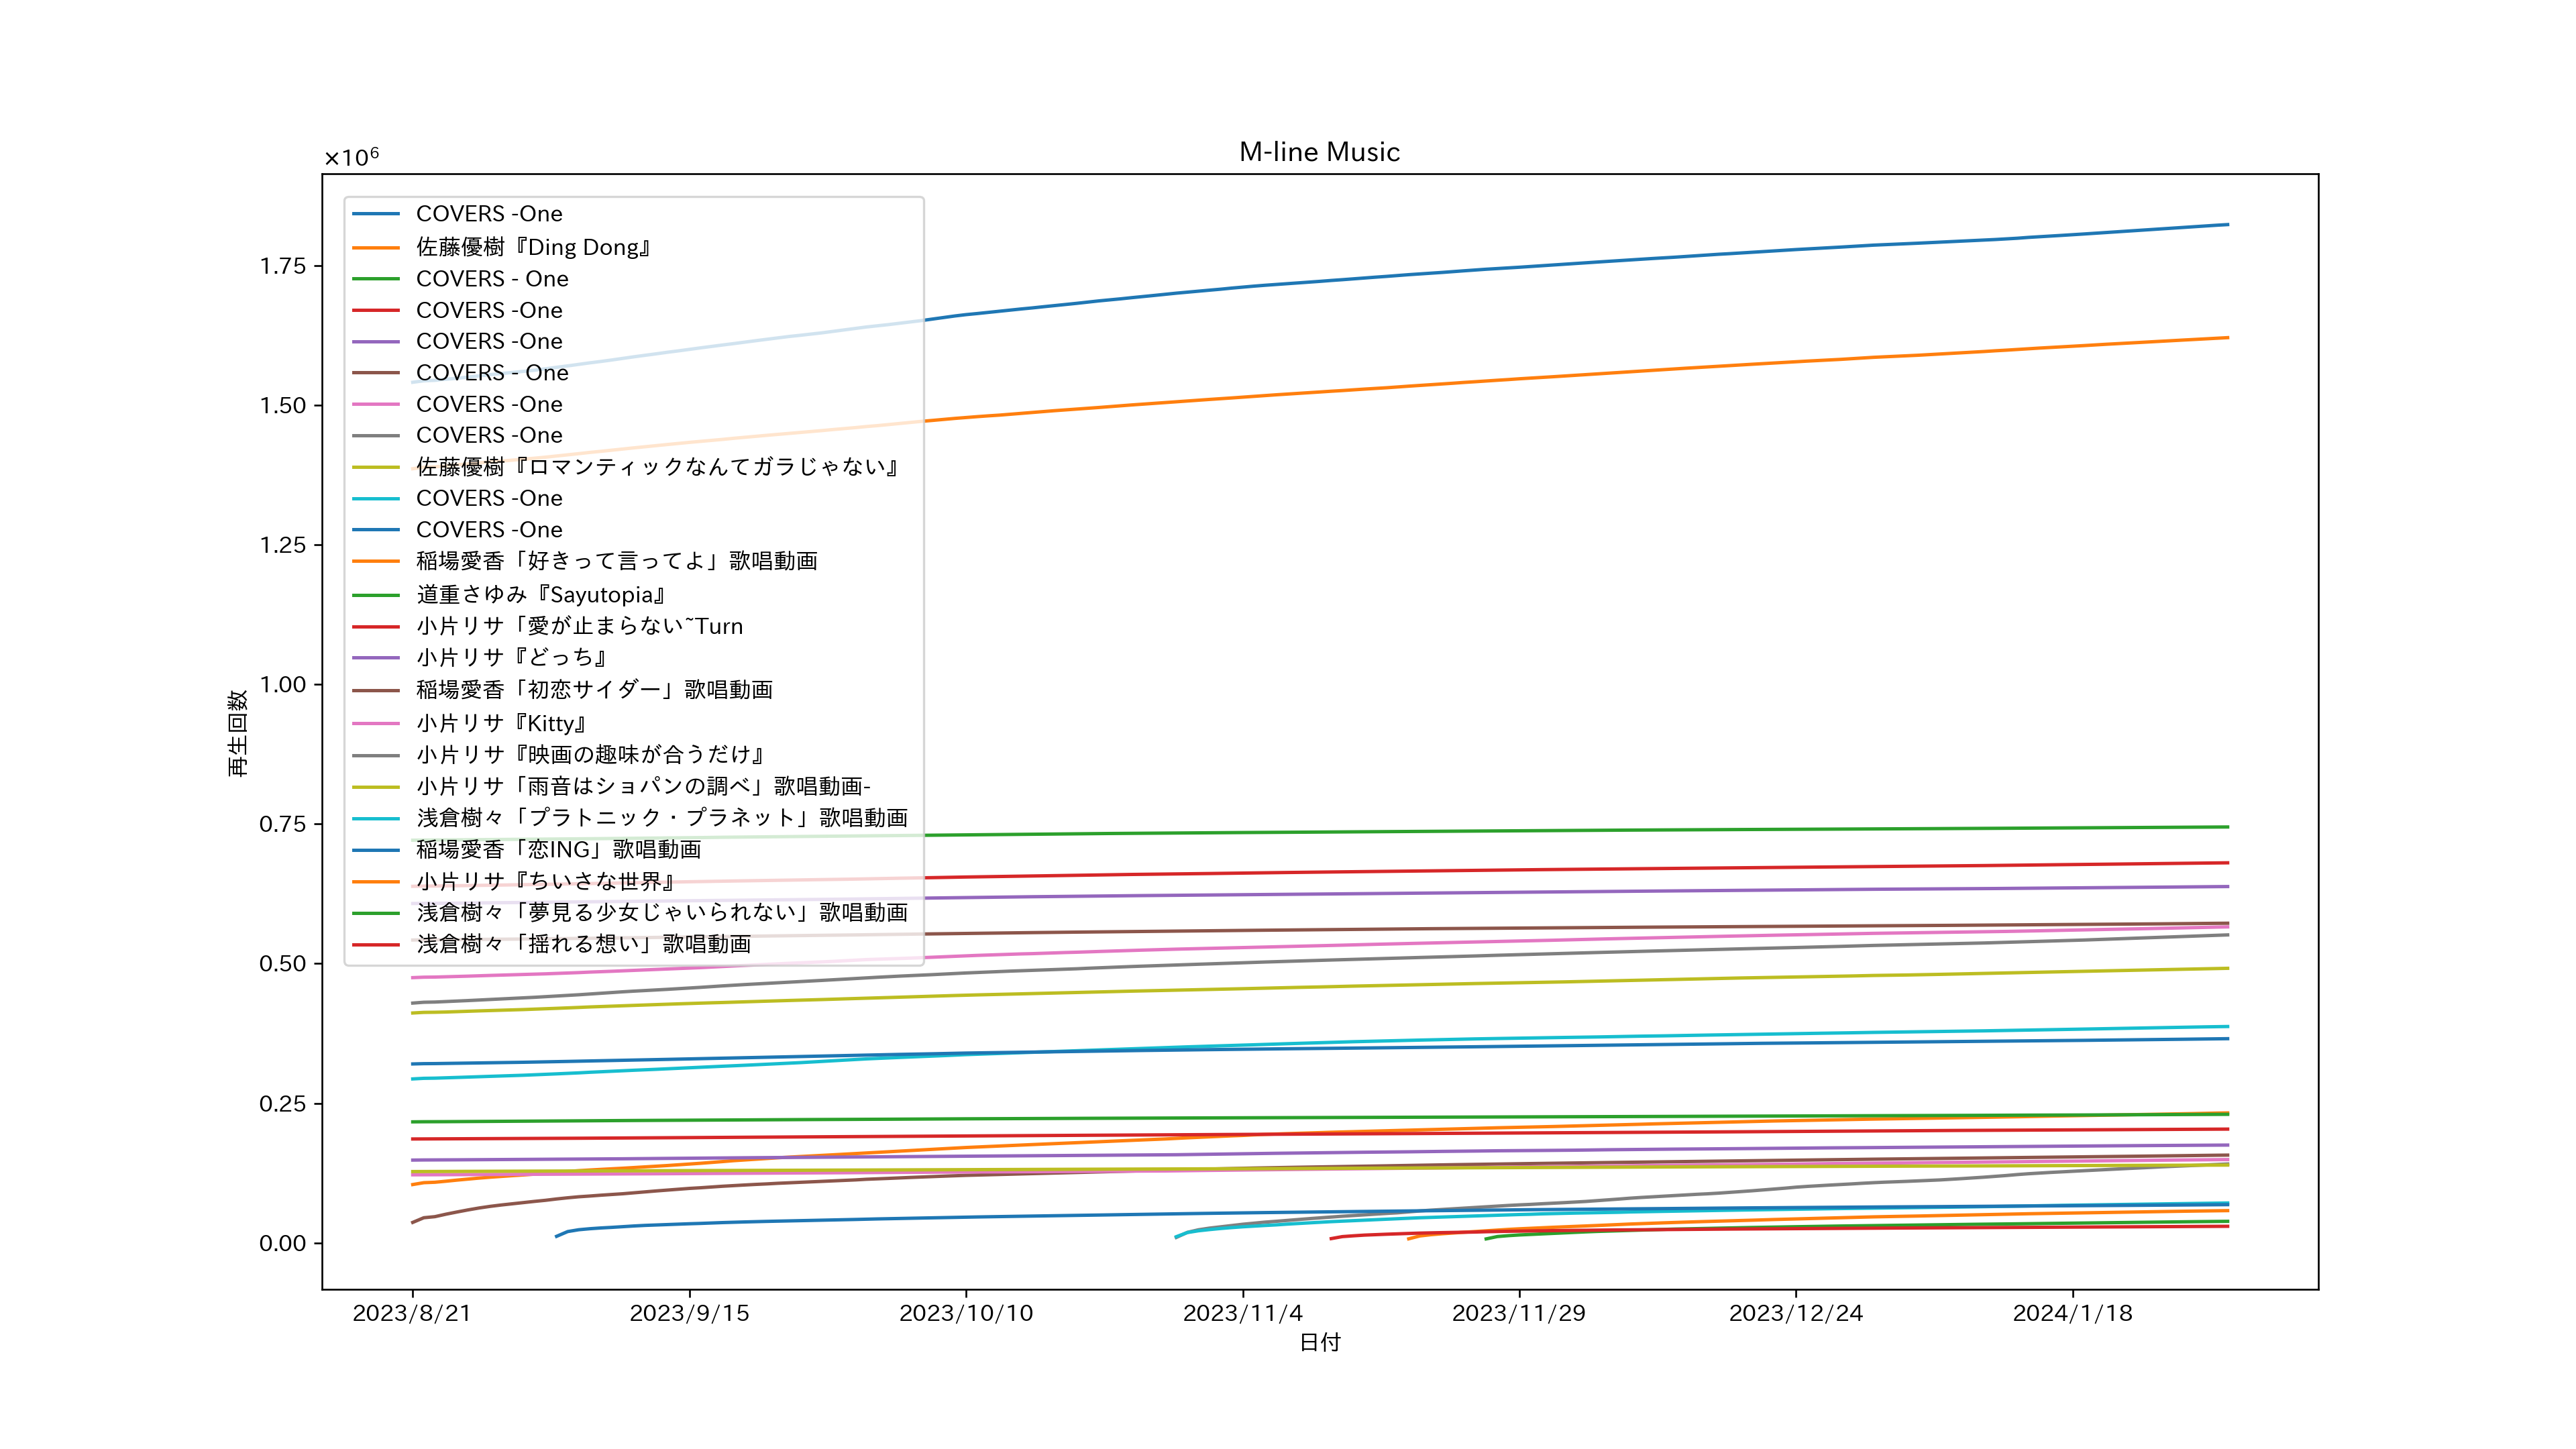 M-line Music
×10⁶
1.75
1.50
1.25
1.00
0.75
0.50
0.25
0.00
再生回数
COVERS -One
佐藤優樹『Ding Dong』
COVERS - One
COVERS -One
COVERS -One
COVERS - One
COVERS -One
COVERS -One
佐藤優樹『ロマンティックなんてガラじゃない』
COVERS -One
COVERS -One
稲場愛香「好きって言ってよ」歌唱動画
道重さゆみ『Sayutopia』
小片リサ「愛が止まらない~Turn
小片リサ『どっち』
稲場愛香「初恋サイダー」歌唱動画
小片リサ『Kitty』
小片リサ『映画の趣味が合うだけ』
小片リサ「雨音はショパンの調べ」歌唱動画-
浅倉樹々「プラトニック・プラネット」歌唱動画
稲場愛香「恋ING」歌唱動画
小片リサ『ちいさな世界』
浅倉樹々「夢見る少女じゃいられない」歌唱動画
浅倉樹々「揺れる想い」歌唱動画
2023/8/21
2023/9/15
2023/10/10
2023/11/4
2023/11/29
2023/12/24
2024/1/18
日付